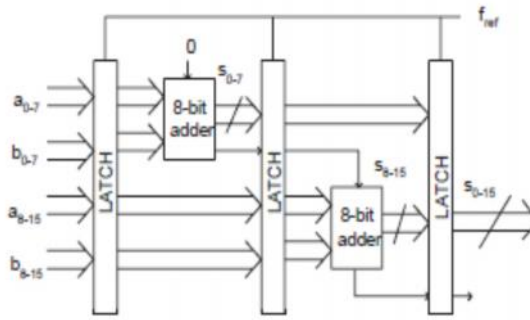 f_ref
0
s_0-7
a_0-7
b_0-7
a_8-15
b_8-15
LATCH
8-bit
adder
LATCH
s_8-15
8-bit
adder
LATCH
s_0-15